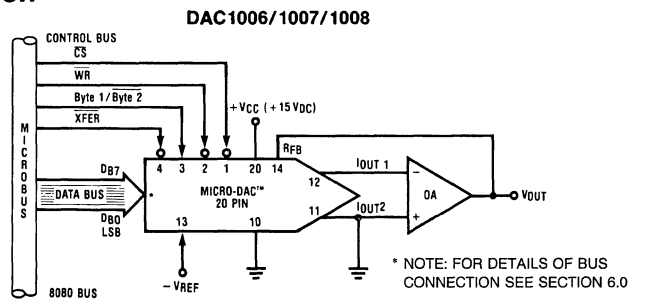 DAC1006/1007/1008
CONTROL BUS
CS
WR
Byte 1/Byte 2
XFER
+VCC (+15 VDC)
RFB
4 3 2 1 20 14
IOUT 1
12
MICROBUS
DB7
DATA BUS
DB0
LSB
*
MICRO-DAC™
20 PIN
13 10
11
IOUT2
−
OA
+
VOUT
−VREF
8080 BUS
* NOTE: FOR DETAILS OF BUS
CONNECTION SEE SECTION 6.0